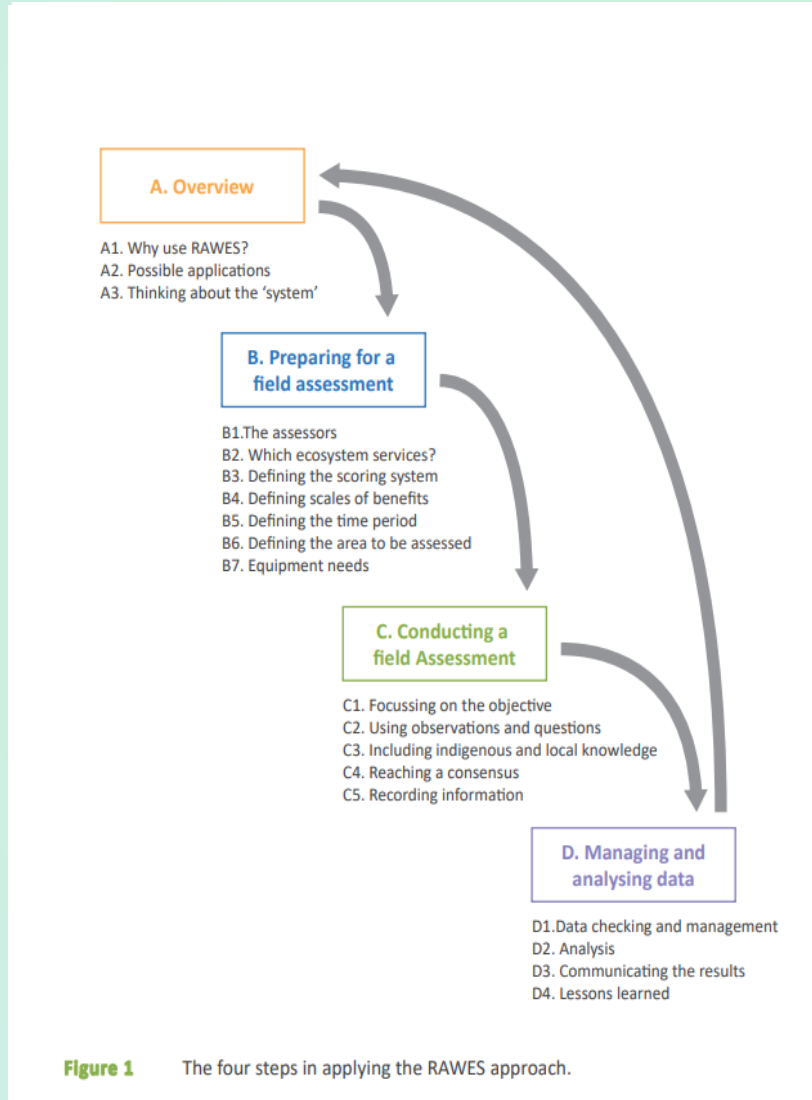 A. Overview
A1. Why use RAWES?
A2. Possible applications
A3. Thinking about the ‘system’
B. Preparing for a
field assessment
B1.The assessors
B2. Which ecosystem services?
B3. Defining the scoring system
B4. Defining scales of benefits
B5. Defining the time period
B6. Defining the area to be assessed
B7. Equipment needs
C. Conducting a
field Assessment
C1. Focussing on the objective
C2. Using observations and questions
C3. Including indigenous and local knowledge
C4. Reaching a consensus
C5. Recording information
D. Managing and
analysing data
D1.Data checking and management
D2. Analysis
D3. Communicating the results
D4. Lessons learned
Figure 1 The four steps in applying the RAWES approach.